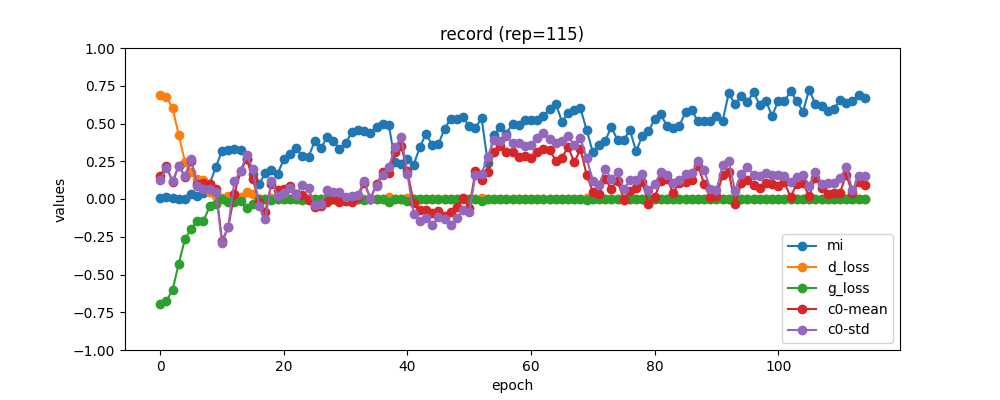 record (rep=115)
1.00
0.75
0.50
0.25
0.00
−0.25
−0.50
−0.75
−1.00
values
0 20 40 60 80 100
epoch
mi
d_loss
g_loss
c0-mean
c0-std